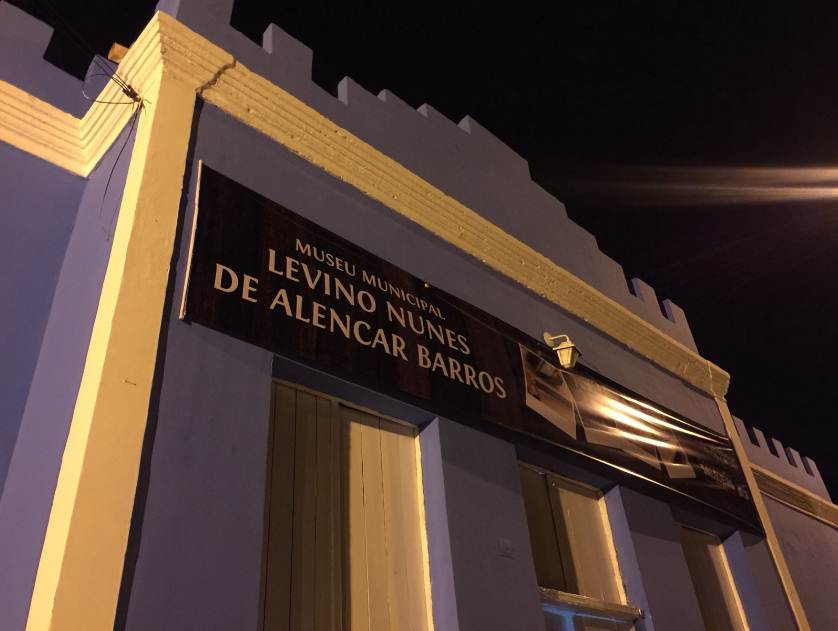 MUSEU MUNICIPAL
LEVINO NUNES
DE ALENCAR BARROS